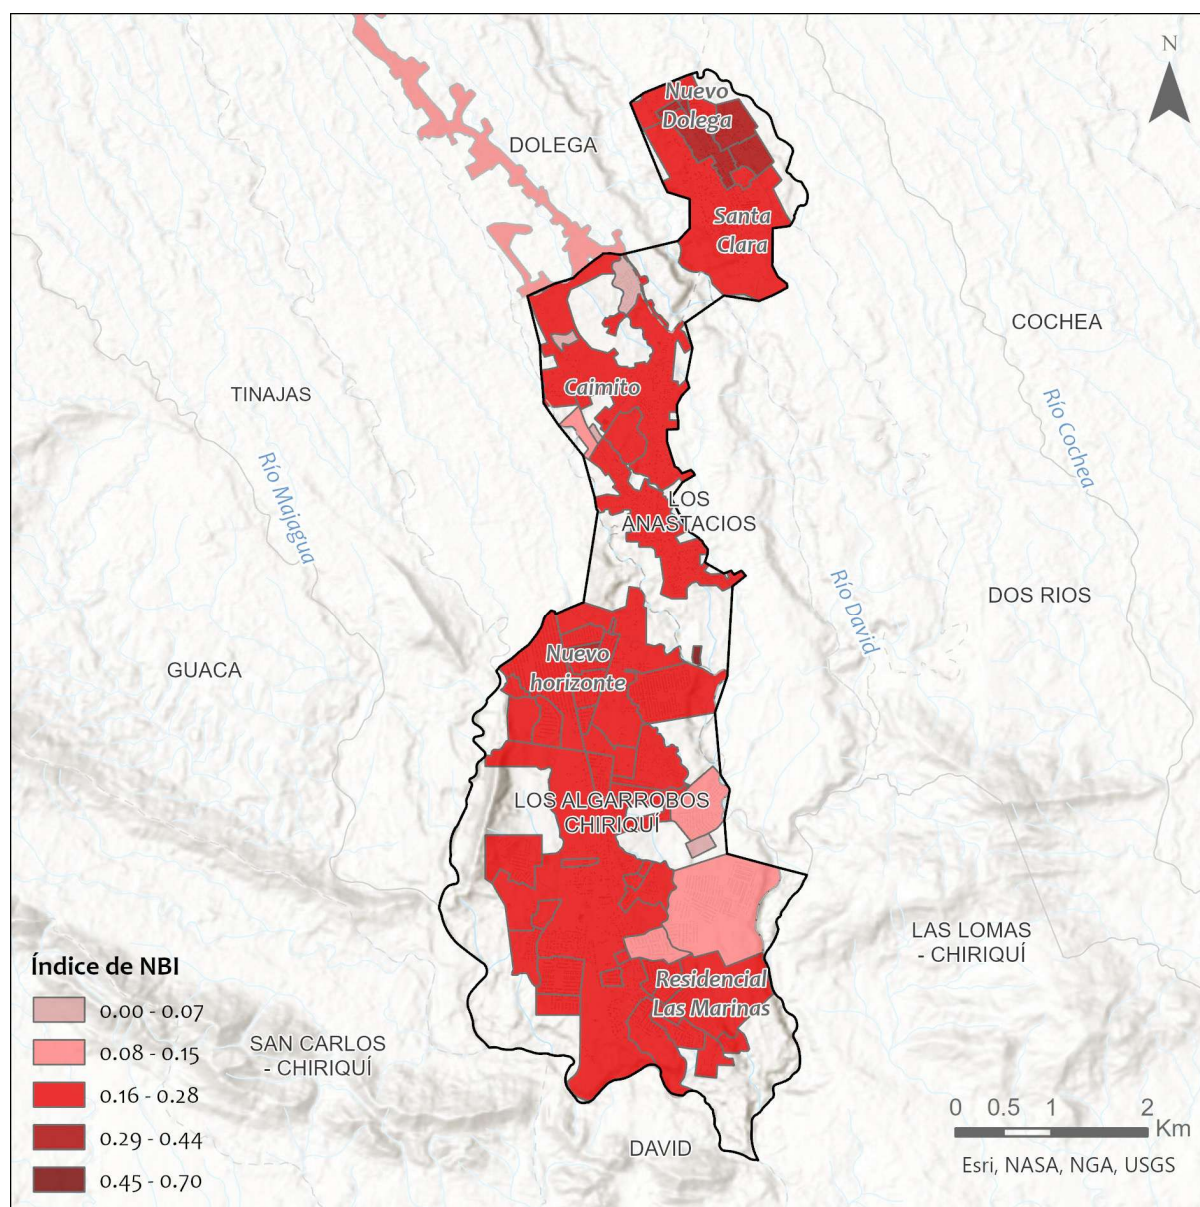 N
Nuevo
Dolega
DOLEGA
Santa
Clara
COCHEA
Caimito
TINAJAS
Río Cochea
Río Majagua
LOS
ANASTACIOS
Río David
DOS RIOS
Nuevo
horizonte
GUACA
LOS ALGARROBOS
CHIRIQUÍ
LAS LOMAS
- CHIRIQUÍ
Residencial
Las Marinas
SAN CARLOS
- CHIRIQUÍ
DAVID
Índice de NBI
0.00 - 0.07
0.08 - 0.15
0.16 - 0.28
0.29 - 0.44
0.45 - 0.70
0 0.5 1 2
Km
Esri, NASA, NGA, USGS